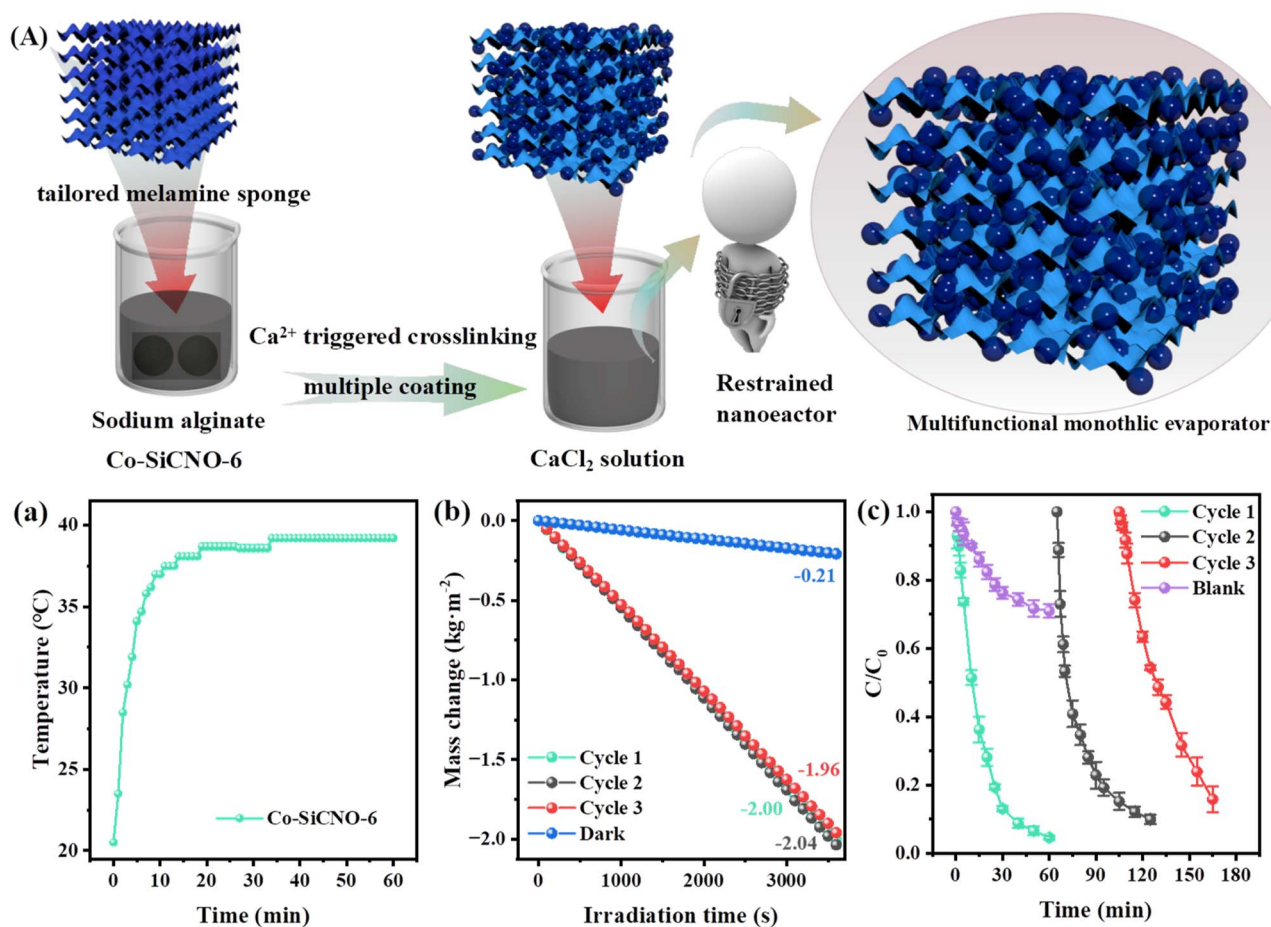 (A)
tailored melamine sponge
Ca²⁺ triggered crosslinking
multiple coating
Sodium alginate
Co-SiCNO-6
CaCl₂ solution
Restrained
nanoeactor
Multifunctional monothlic evaporator
(a)
Temperature (°C)
40
35
30
25
20
Co-SiCNO-6
0
10
20
30
40
50
60
Time (min)
(b)
Mass change (kg·m⁻²)
0.0
-0.5
-1.0
-1.5
-2.0
-0.21
-1.96
-2.00
-2.04
Cycle 1
Cycle 2
Cycle 3
Dark
0
1000
2000
3000
Irradiation time (s)
(c)
C/C₀
1.0
0.8
0.6
0.4
0.2
0.0
Cycle 1
Cycle 2
Cycle 3
Blank
0
30
60
90
120
150
180
Time (min)